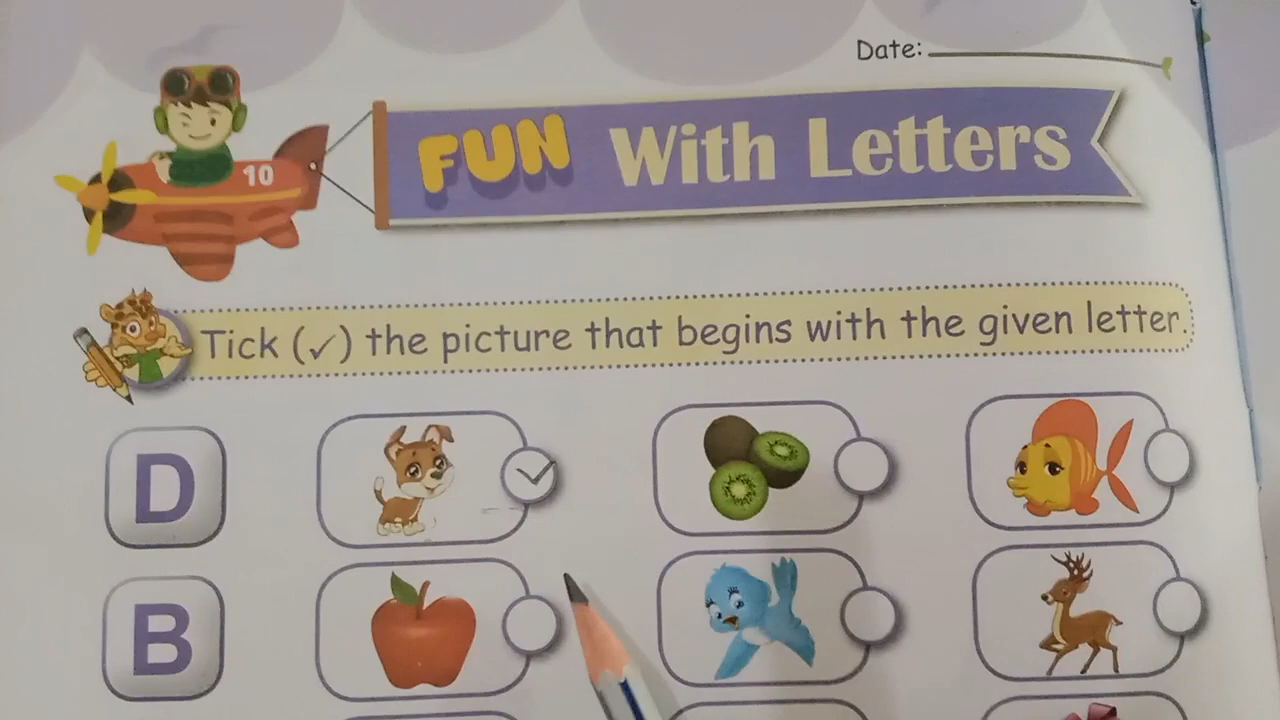 Date:
10
FUN With Letters
Tick (✓) the picture that begins with the given letter.
D
B